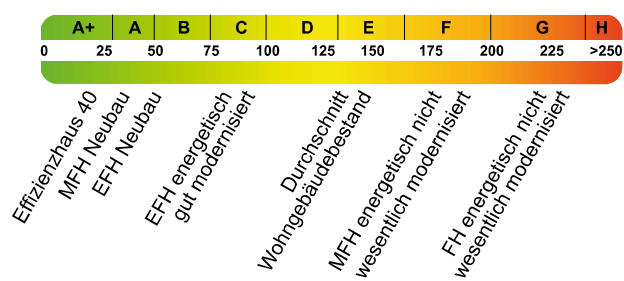 A+ A B C D E F G H
0 25 50 75 100 125 150 175 200 225 >250
Effizienzhaus 40
MFH Neubau
EFH Neubau
EFH energetisch
gut modernisiert
Durchschnitt
Wohngebäudebestand
MFH energetisch nicht
wesentlich modernisiert
FH energetisch nicht
wesentlich modernisiert